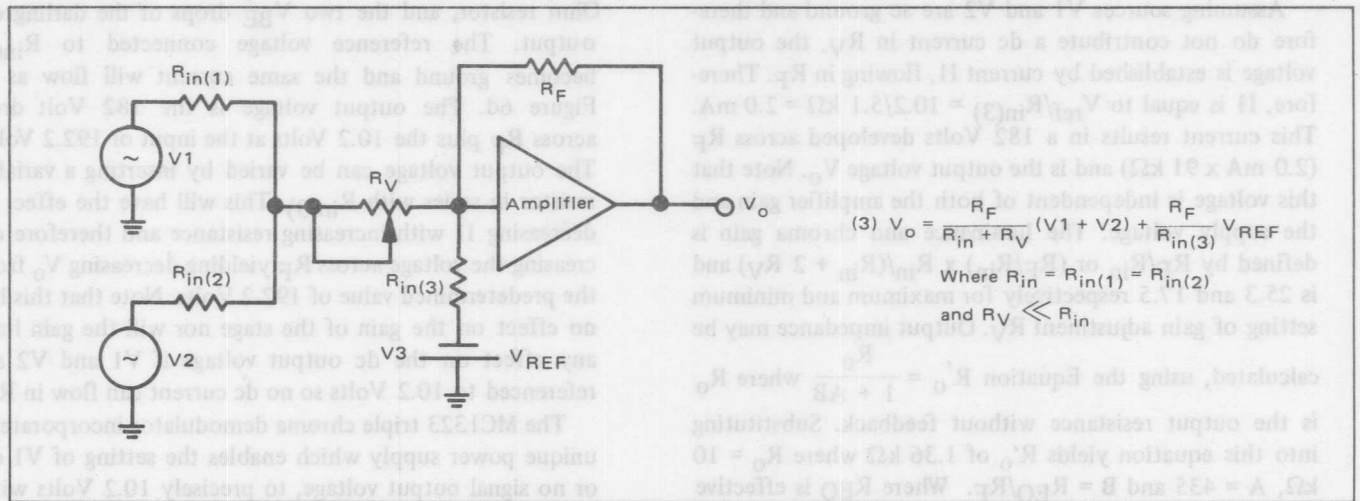 Assuming sources V1 and V2 are ac ground and there-
fore do not contribute a dc current in RV, the output
voltage is established by current I1, flowing in RF. There-
fore, I1 is equal to Vref/Rin(3) = 10.2/5.1 kΩ = 2.0 mA.
This current results in a 182 Volts developed across RF
(2.0 mA x 91 kΩ) and is the output voltage Vo. Note that
this voltage is independent of both the amplifier gain and
the supply voltage. The luminance and chroma gain is
defined by RF/Rin or (RF/Rin) x Rin/(Rin + 2 RV) and
is 25.3 and 17.5 respectively for maximum and minimum
setting of gain adjustment RV. Output impedance may be
calculated, using the Equation R'o = Ro / 1 + AB where Ro
is the output resistance without feedback. Substituting
into this equation yields R'o of 1.36 kΩ where Ro = 10
kΩ, A = 435 and B = REQ/RF. Where REQ is effective
Ohm resistor, and the two VBE drops of the darlington
output. The reference voltage connected to Rin
becomes ground and the same current will flow as
Figure 6d. The output voltage is the 182 Volt
across RF plus the 10.2 Volts at the input or 192.2
The output voltage can be varied by inserting a
This will have the effect
decreasing I1 with increasing resistance and therefore
creasing the voltage across RF yielding decreasing Vo
the predetermined value of 192.2 Note that this
no effect on the gain of the stage nor will the gain
any effect on the dc output voltage if V1 and V2
referenced to 10.2 Volts so no dc current can flow in
The MC1323 triple chroma demodulator incorporates
unique power supply which enables the setting of V1
or no signal output voltage, to precisely 10.2 Volts
Rin(1)
V1
RF
RV
Amplifier
Vo
Rin(2)
Rin(3)
V2
V3
VREF
(3) Vo = RF / Rin + RV (V1 + V2) + RF / Rin(3) VREF
Where Rin = Rin(1) = Rin(2)
and RV ≪ Rin